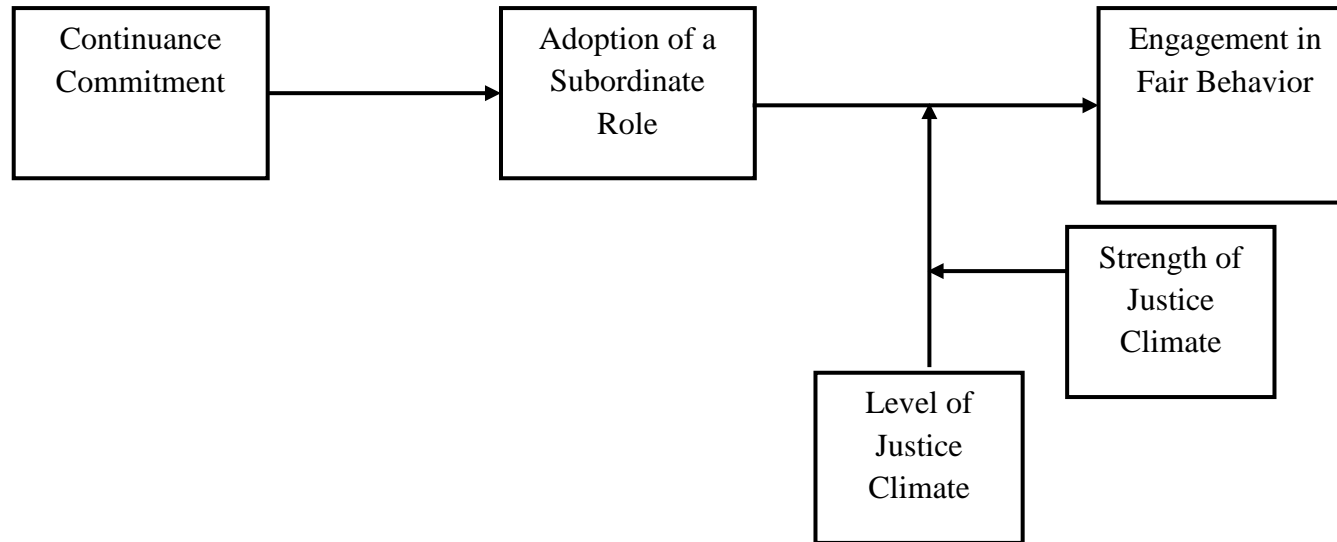 Continuance
Commitment
Adoption of a
Subordinate
Role
Engagement in
Fair Behavior
Strength of
Justice
Climate
Level of
Justice
Climate